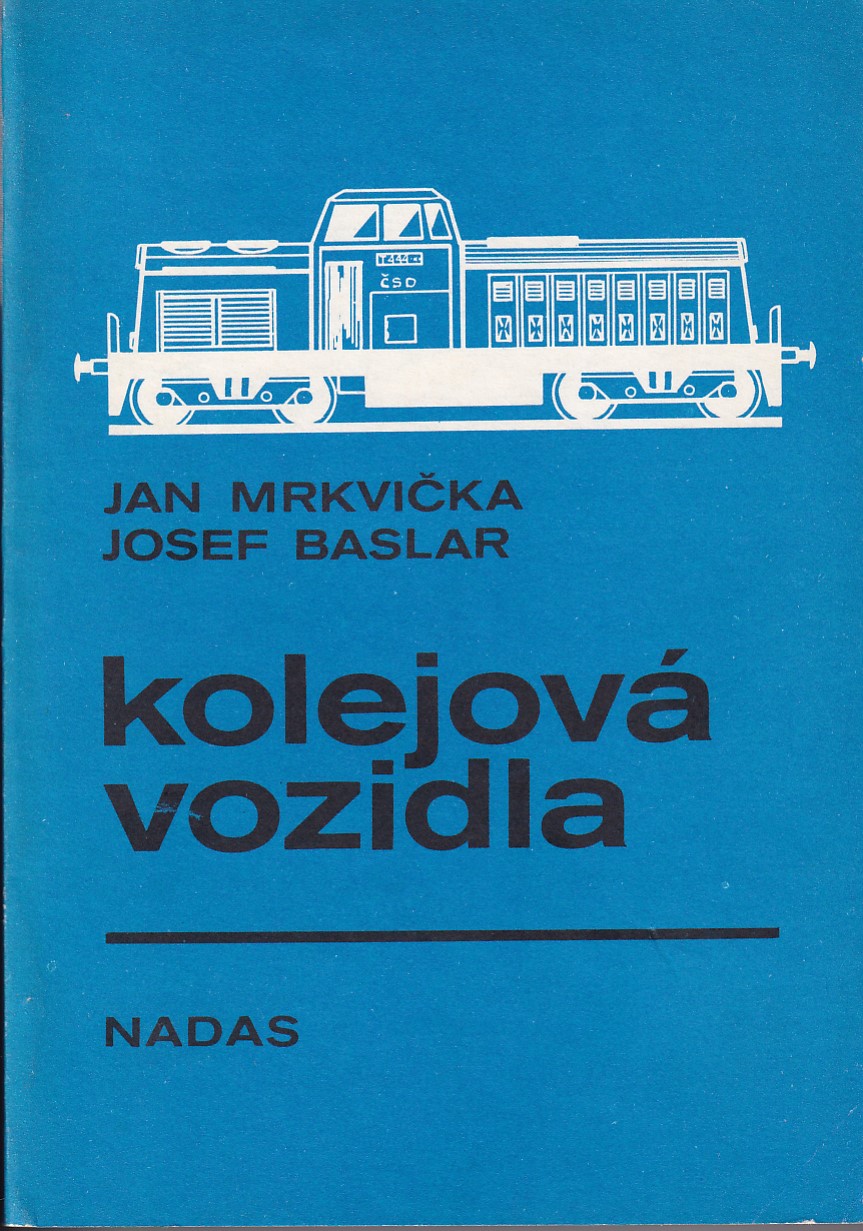 T444
ČSD
JAN MRKVIČKA
JOSEF BASLAR
kolejová
vozidla
NADAS